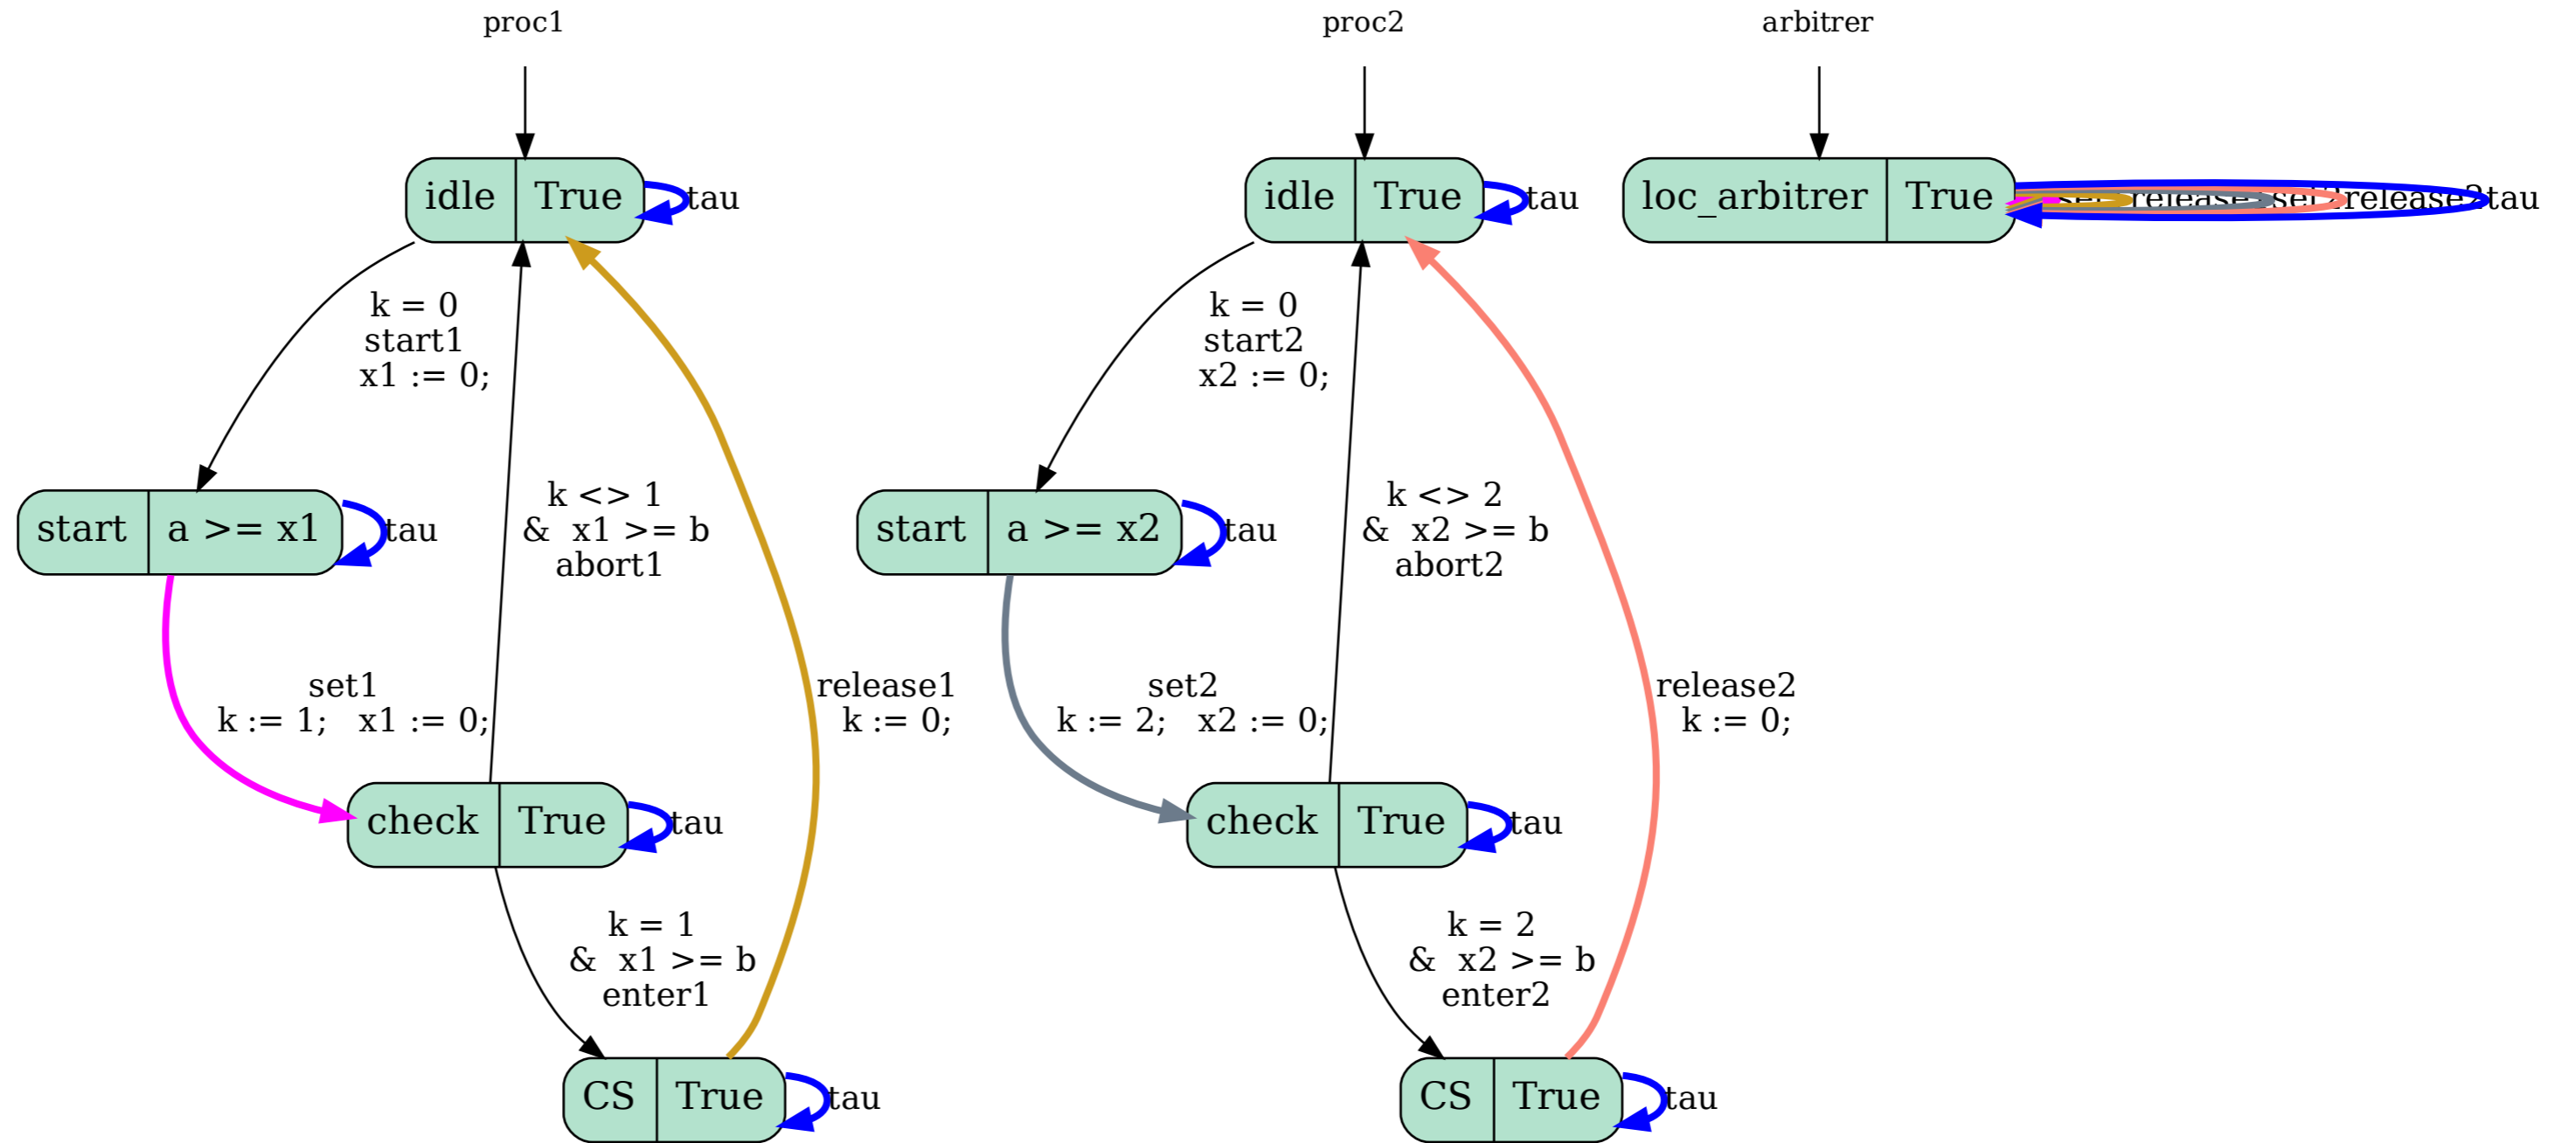 proc1
proc2
arbitrer
idle True
tau
idle True
tau
loc_arbitrer True
release2
tau
k = 0
start1
x1 := 0;
k = 0
start2
x2 := 0;
start a >= x1
tau
k <> 1
& x1 >= b
abort1
start a >= x2
tau
k <> 2
& x2 >= b
abort2
set1
k := 1; x1 := 0;
release1
k := 0;
set2
k := 2; x2 := 0;
release2
k := 0;
check True
tau
check True
tau
k = 1
& x1 >= b
enter1
k = 2
& x2 >= b
enter2
CS True
tau
CS True
tau